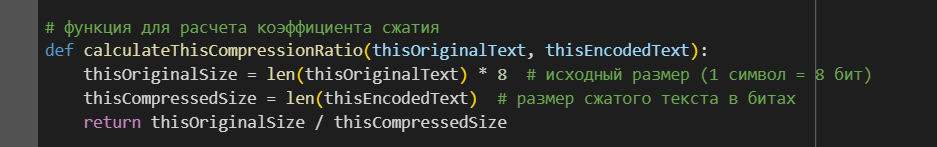 # функция для расчета коэффициента сжатия
def calculateThisCompressionRatio(thisOriginalText, thisEncodedText):
    thisOriginalSize = len(thisOriginalText) * 8  # исходный размер (1 символ = 8 бит)
    thisCompressedSize = len(thisEncodedText)  # размер сжатого текста в битах
    return thisOriginalSize / thisCompressedSize